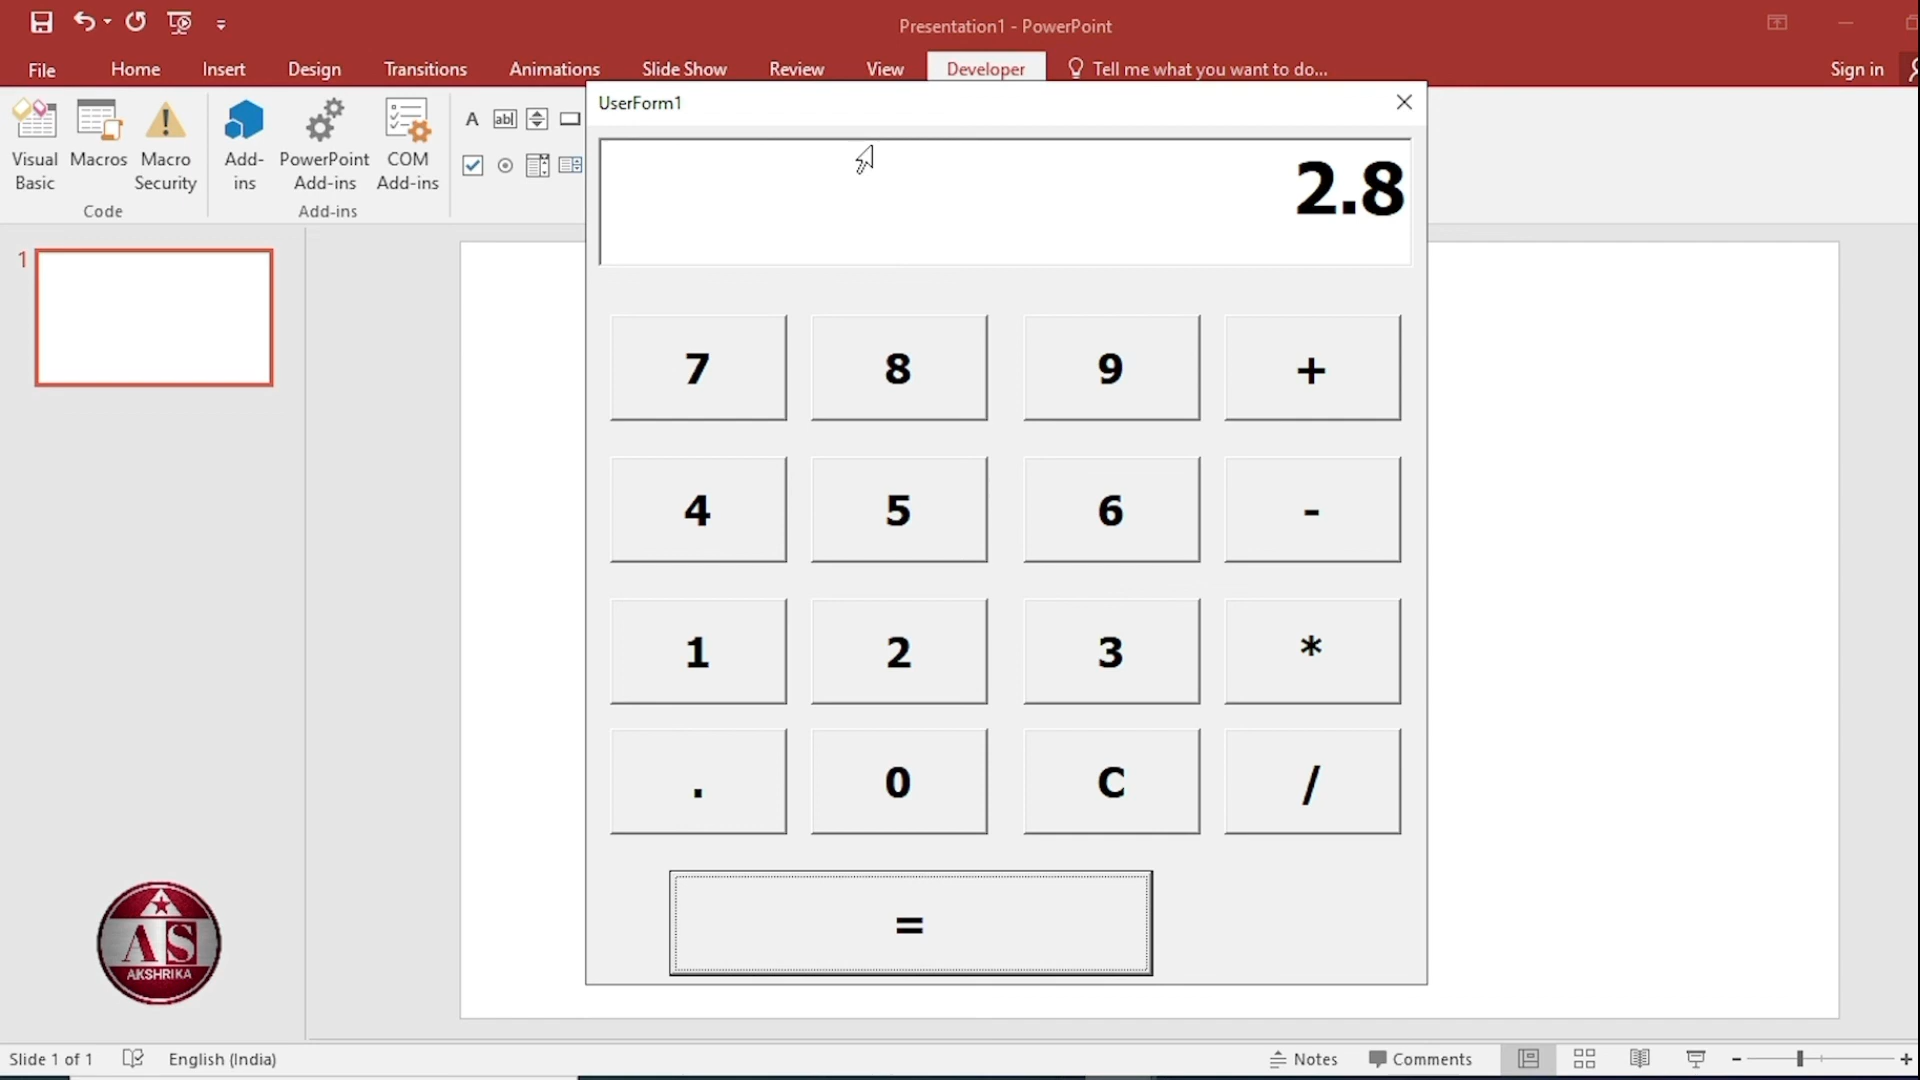 Presentation1 - PowerPoint
File Home Insert Design Transitions Animations Slide Show Review View Developer Tell me what you want to do... Sign in
Visual Basic
Macros
Macro Security
Code
Add-ins
PowerPoint Add-ins
COM Add-ins
Add-ins
A
abl
UserForm1
2.8
7 8 9 +
4 5 6 -
1 2 3 *
. 0 C /
=
1
AS
AKSHRIKA
Slide 1 of 1 English (India) Notes Comments - +